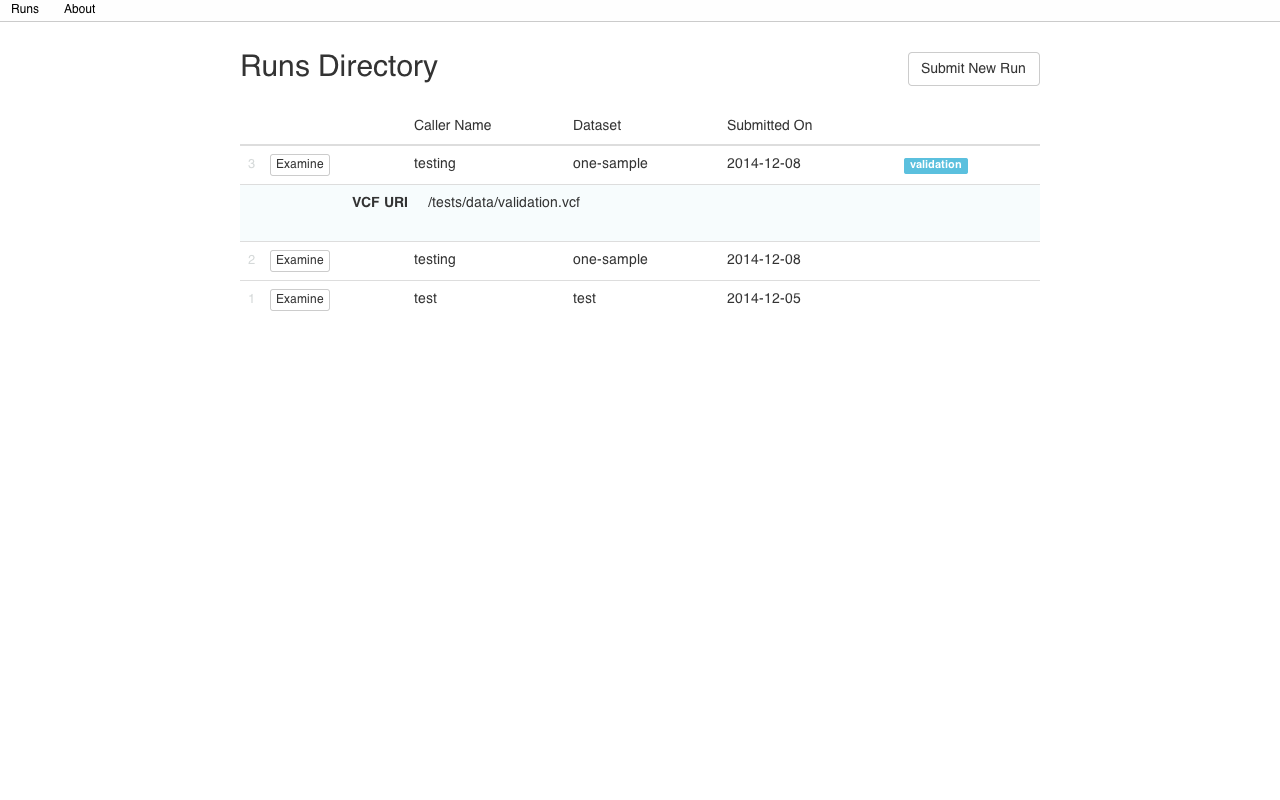 Runs About
Runs Directory
Submit New Run
Caller Name Dataset Submitted On
3 Examine testing one-sample 2014-12-08 validation
VCF URI /tests/data/validation.vcf
2 Examine testing one-sample 2014-12-08
1 Examine test test 2014-12-05